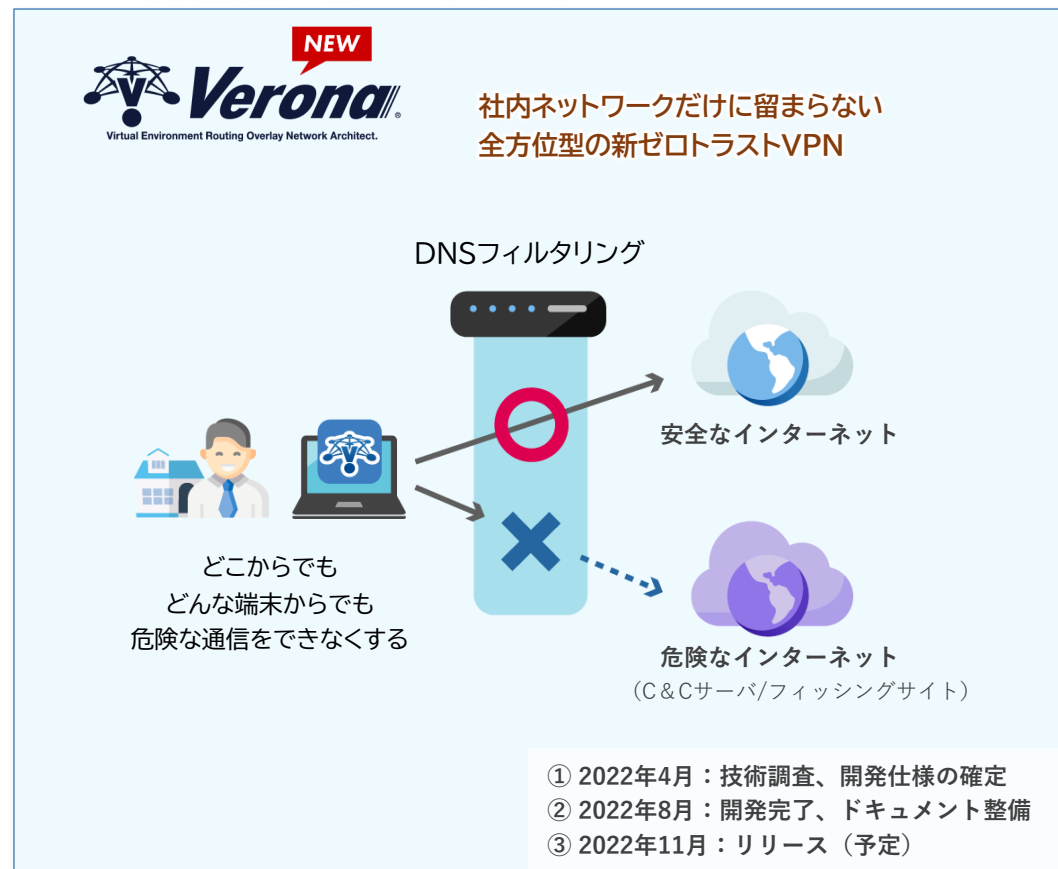 NEW
Verona®
Virtual Environment Routing Overlay Network Architect.
社内ネットワークだけに留まらない
全方位型の新ゼロトラストVPN
DNSフィルタリング
安全なインターネット
どこからでも
どんな端末からでも
危険な通信をできなくする
危険なインターネット
（C＆Cサーバ/フィッシングサイト）
① 2022年4月：技術調査、開発仕様の確定
② 2022年8月：開発完了、ドキュメント整備
③ 2022年11月：リリース（予定）